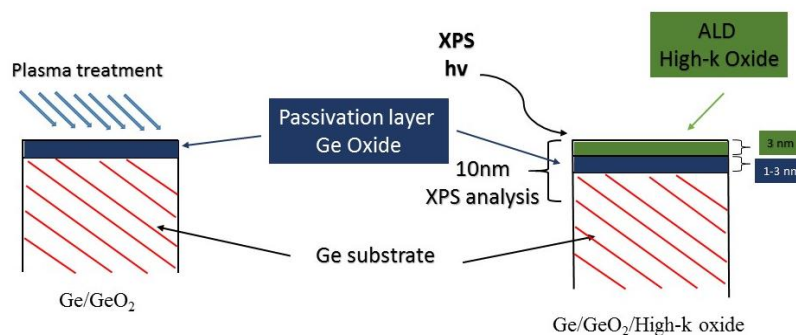 Plasma treatment
Passivation layer
Ge Oxide
Ge substrate
Ge/GeO₂
XPS
hv
10nm
XPS analysis
ALD
High-k Oxide
3 nm
1-3 nm
Ge/GeO₂/High-k oxide